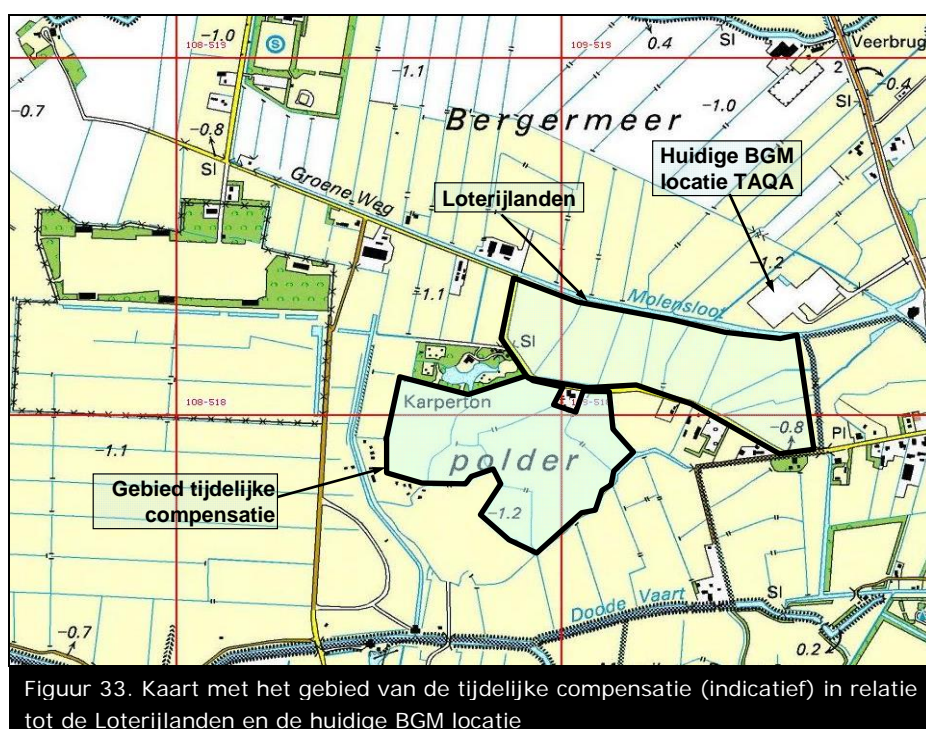 -1.0
108-519
S
109-519
0.4
Sl
Veerbrug
2
-0.4
-1.1
-1.0
Sl
-0.7
Bergermeer
-0.8
Sl
Huidige BGM
locatie TAQA
Groene Weg
Loterijlanden
-1.2
-1.1
Molensloot
Sl
108-518
Karperton
-0.8
Pl
-1.1
polder
Gebied tijdelijke
compensatie
-1.2
Doode Vaart
Sl
-0.7
0.2
Figuur 33. Kaart met het gebied van de tijdelijke compensatie (indicatief) in relatie
tot de Loterijlanden en de huidige BGM locatie